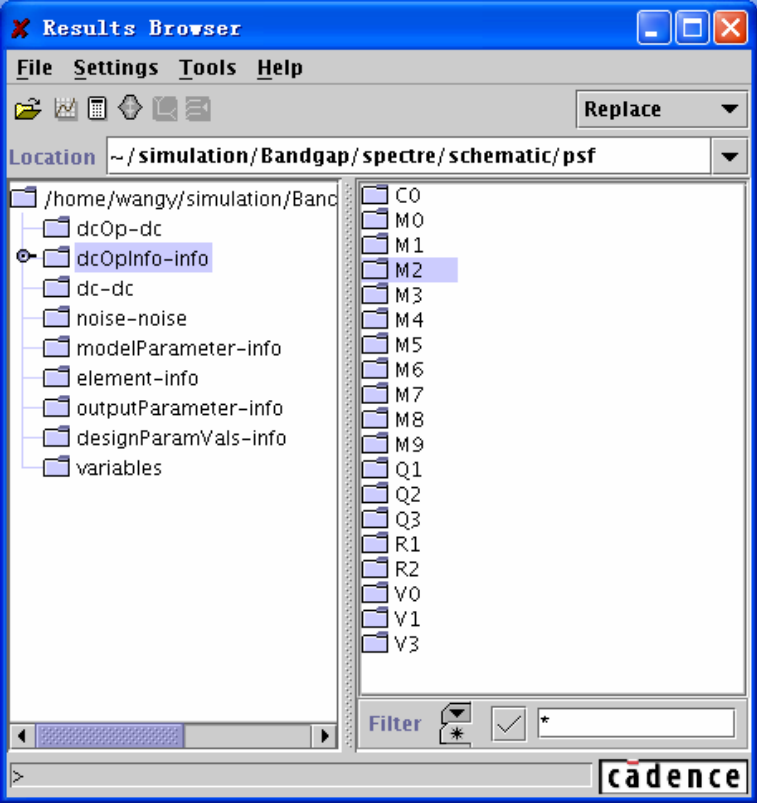 Results Browser
File Settings Tools Help
Replace
Location ~/simulation/Bandgap/spectre/schematic/psf
/home/wangy/simulation/Banc
dcOp-dc
dcOpInfo-info
dc-dc
noise-noise
modelParameter-info
element-info
outputParameter-info
designParamVals-info
variables
C0
M0
M1
M2
M3
M4
M5
M6
M7
M8
M9
Q1
Q2
Q3
R1
R2
V0
V1
V3
Filter *
>
cādence